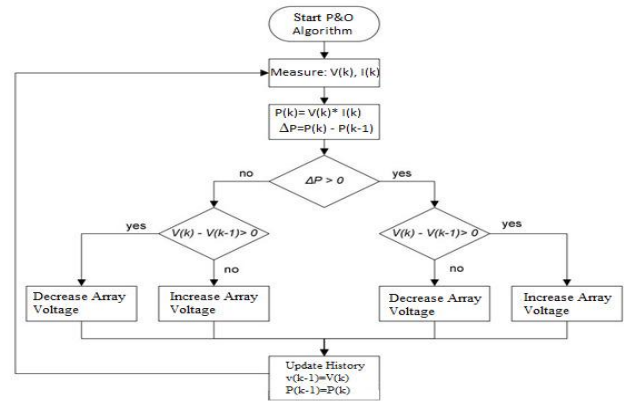 Start P&O
Algorithm
Measure: V(k), I(k)
P(k)= V(k)* I(k)
ΔP=P(k) - P(k-1)
no
ΔP > 0
yes
yes
V(k) - V(k-1)> 0
no
V(k) - V(k-1)> 0
yes
no
Decrease Array
Voltage
Increase Array
Voltage
Decrease Array
Voltage
Increase Array
Voltage
Update History
v(k-1)=V(k)
P(k-1)=P(k)